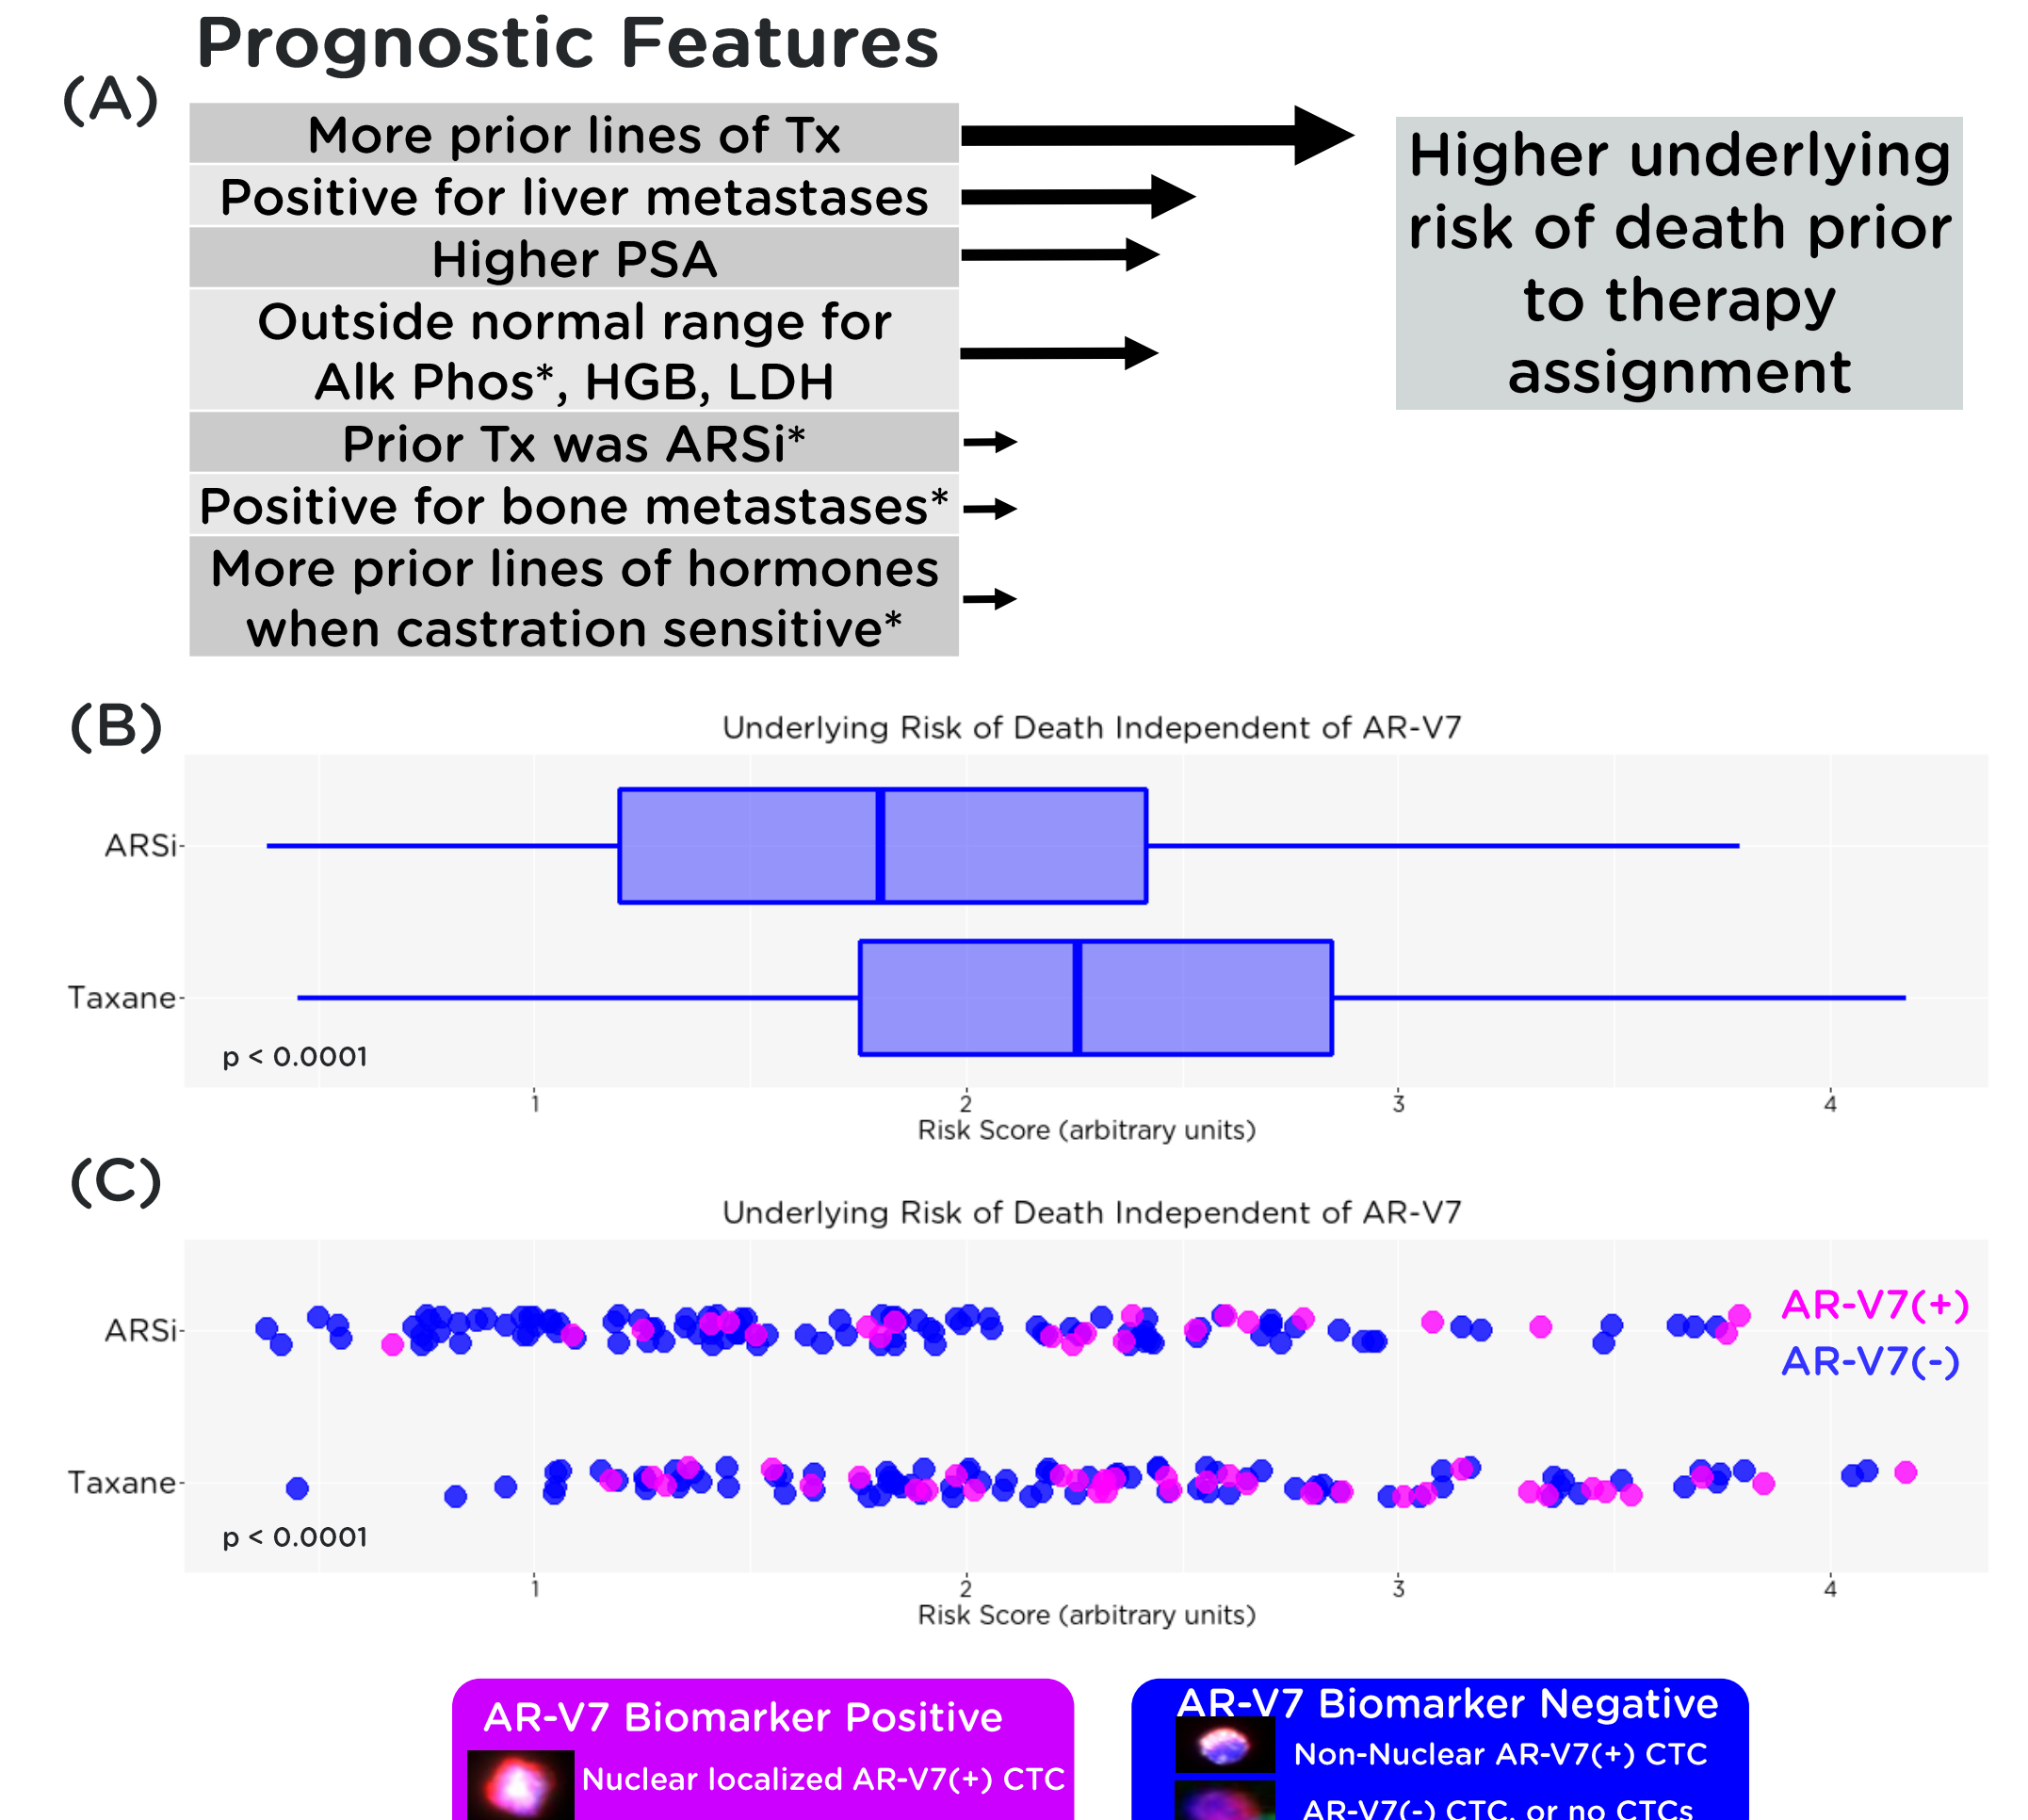 Prognostic Features
(A)
More prior lines of Tx
Positive for liver metastases
Higher PSA
Outside normal range for
Alk Phos*, HGB, LDH
Prior Tx was ARSi*
Positive for bone metastases*
More prior lines of hormones
when castration sensitive*
Higher underlying
risk of death prior
to therapy
assignment
(B)
Underlying Risk of Death Independent of AR-V7
ARSi
Taxane
p < 0.0001
1 2 3 4
Risk Score (arbitrary units)
(C)
Underlying Risk of Death Independent of AR-V7
ARSi
AR-V7(+)
AR-V7(-)
Taxane
p < 0.0001
1 2 3 4
Risk Score (arbitrary units)
AR-V7 Biomarker Positive
Nuclear localized AR-V7(+) CTC
AR-V7 Biomarker Negative
Non-Nuclear AR-V7(+) CTC
AR-V7(-) CTC, or no CTCs